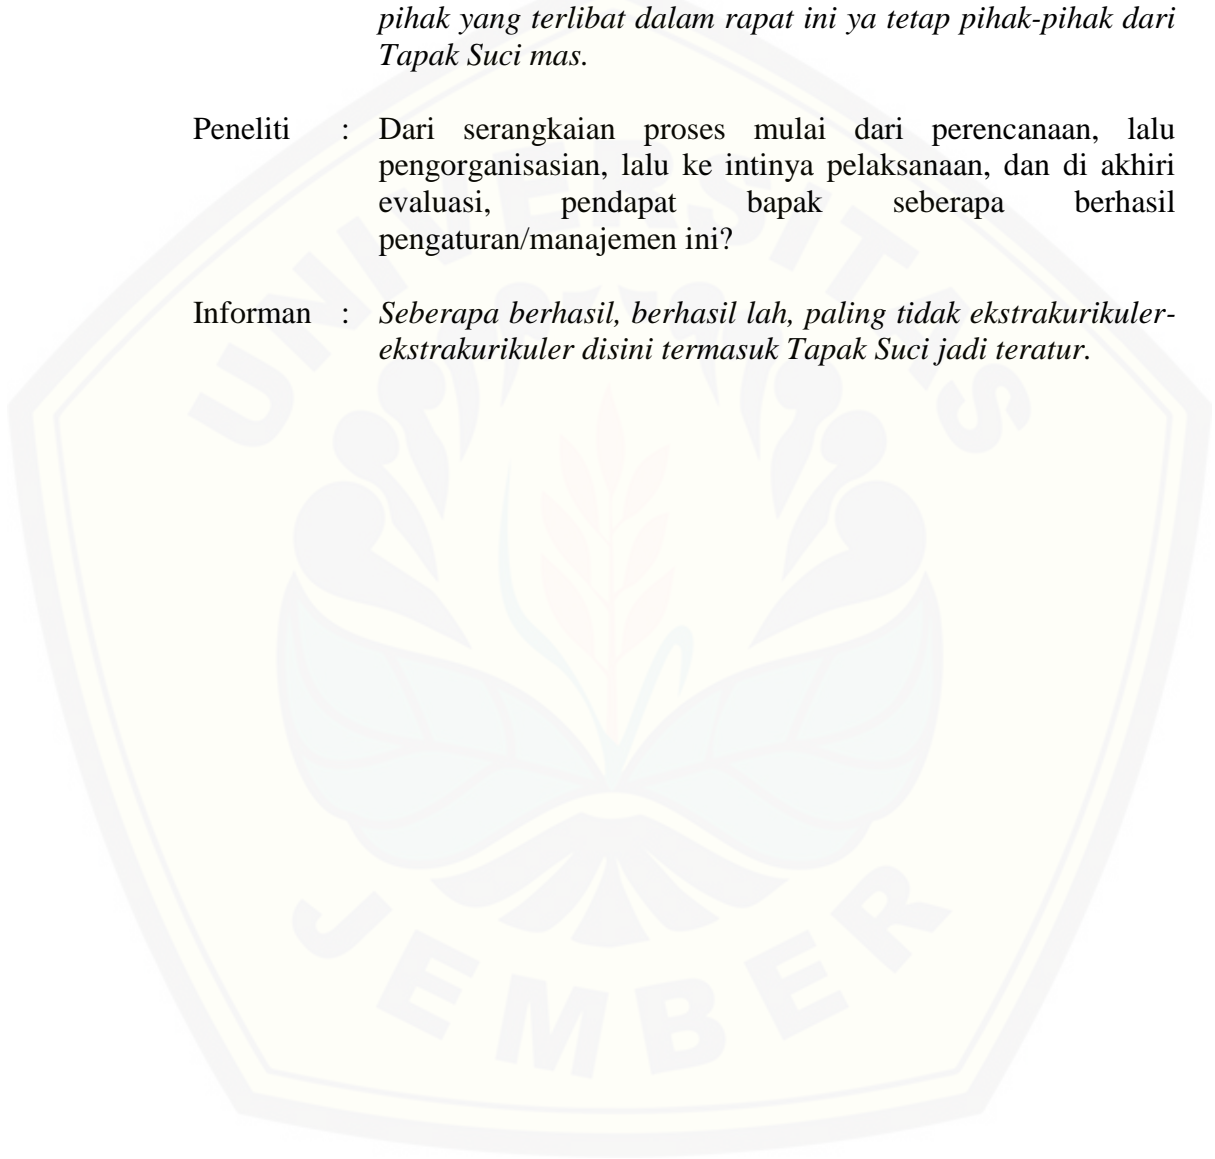 pihak yang terlibat dalam rapat ini ya tetap pihak-pihak dari
Tapak Suci mas.
Peneliti : Dari serangkaian proses mulai dari perencanaan, lalu
pengorganisasian, lalu ke intinya pelaksanaan, dan di akhiri
evaluasi, pendapat bapak seberapa berhasil
pengaturan/manajemen ini?
Informan : Seberapa berhasil, berhasil lah, paling tidak ekstrakurikuler-
ekstrakurikuler disini termasuk Tapak Suci jadi teratur.
UNIVERSITAS
JEMBER